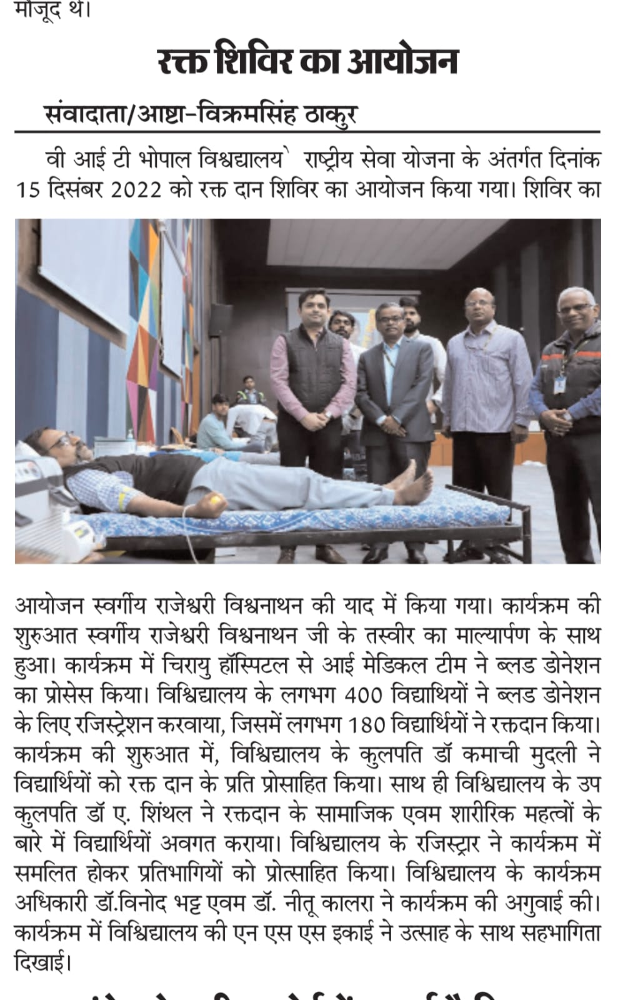 मौजूद थे।
रक्त शिविर का आयोजन
संवादाता/आष्टा-विक्रमसिंह ठाकुर
वी आई टी भोपाल विश्वद्यालय` राष्ट्रीय सेवा योजना के अंतर्गत दिनांक
15 दिसंबर 2022 को रक्त दान शिविर का आयोजन किया गया। शिविर का
आयोजन स्वर्गीय राजेश्वरी विश्वनाथन की याद में किया गया। कार्यक्रम की
शुरुआत स्वर्गीय राजेश्वरी विश्वनाथन जी के तस्वीर का माल्यार्पण के साथ
हुआ। कार्यक्रम में चिरायु हॉस्पिटल से आई मेडिकल टीम ने ब्लड डोनेशन
का प्रोसेस किया। विश्विद्यालय के लगभग 400 विद्याथियों ने ब्लड डोनेशन
के लिए रजिस्ट्रेशन करवाया, जिसमें लगभग 180 विद्यार्थियों ने रक्तदान किया।
कार्यक्रम की शुरुआत में, विश्विद्यालय के कुलपति डॉ कमाची मुदली ने
विद्यार्थियों को रक्त दान के प्रति प्रोसाहित किया। साथ ही विश्विद्यालय के उप
कुलपति डॉ ए. शिंथल ने रक्तदान के सामाजिक एवम शारीरिक महत्वों के
बारे में विद्यार्थियों अवगत कराया। विश्विद्यालय के रजिस्ट्रार ने कार्यक्रम में
समलित होकर प्रतिभागियों को प्रोत्साहित किया। विश्विद्यालय के कार्यक्रम
अधिकारी डॉ.विनोद भट्ट एवम डॉ. नीतू कालरा ने कार्यक्रम की अगुवाई की।
कार्यक्रम में विश्विद्यालय की एन एस एस इकाई ने उत्साह के साथ सहभागिता
दिखाई।